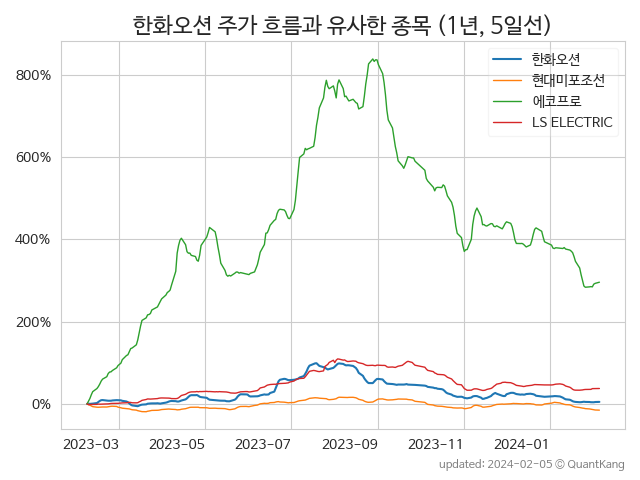 한화오션 주가 흐름과 유사한 종목 (1년, 5일선)
한화오션
현대미포조선
에코프로
LS ELECTRIC
800%
600%
400%
200%
0%
2023-03 2023-05 2023-07 2023-09 2023-11 2024-01
updated: 2024-02-05 © QuantKang